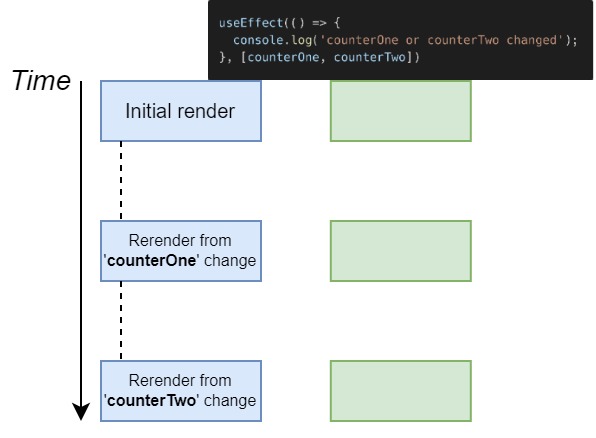 useEffect(() => {
  console.log('counterOne or counterTwo changed');
}, [counterOne, counterTwo])
Time
Initial render
Rerender from
'counterOne' change
Rerender from
'counterTwo' change